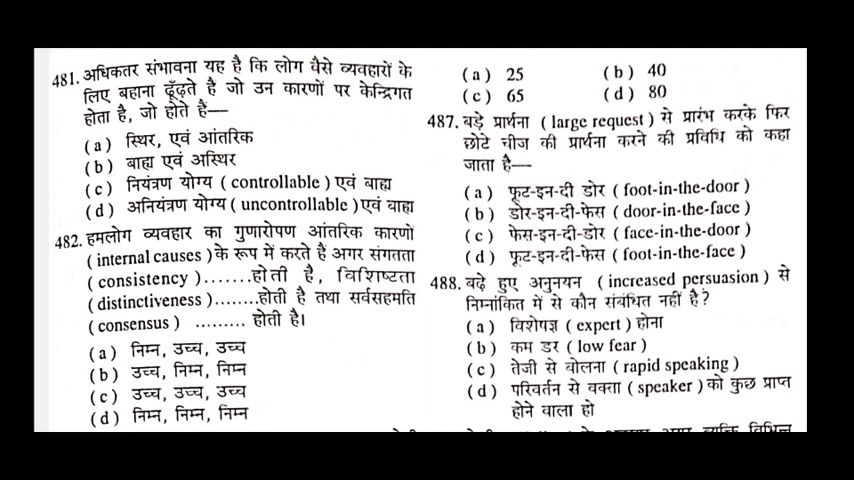 481. अधिकतर संभावना यह है कि लोग वैसे व्यवहारों के
लिए बहाना ढूँढ़ते हैं जो उन कारणों पर केन्द्रिगत
होता है, जो होते हैं—
(a) स्थिर, एवं आंतरिक
(b) बाह्य एवं अस्थिर
(c) नियंत्रण योग्य (controllable) एवं बाह्य
(d) अनियंत्रण योग्य (uncontrollable) एवं बाह्य
482. हमलोग व्यवहार का गुणारोपण आंतरिक कारणों
(internal causes) के रूप में करते हैं अगर संगतता
(consistency).......होती है, विशिष्टता
(distinctiveness)........होती है तथा सर्वसहमति
(consensus) ......... होती है।
(a) निम्न, उच्च, उच्च
(b) उच्च, निम्न, निम्न
(c) उच्च, उच्च, उच्च
(d) निम्न, निम्न, निम्न
(a) 25 (b) 40
(c) 65 (d) 80
487. बड़े प्रार्थना (large request) से प्रारंभ करके फिर
छोटे चीज की प्रार्थना करने की प्रविधि को कहा
जाता है—
(a) फूट-इन-दी डोर (foot-in-the-door)
(b) डोर-इन-दी-फेस (door-in-the-face)
(c) फेस-इन-दी-डोर (face-in-the-door)
(d) फूट-इन-दी-फेस (foot-in-the-face)
488. बढ़े हुए अनुनयन (increased persuasion) से
निम्नांकित में से कौन संबंधित नहीं है?
(a) विशेषज्ञ (expert) होना
(b) कम डर (low fear)
(c) तेजी से बोलना (rapid speaking)
(d) परिवर्तन से वक्ता (speaker) को कुछ प्राप्त
होने वाला हो